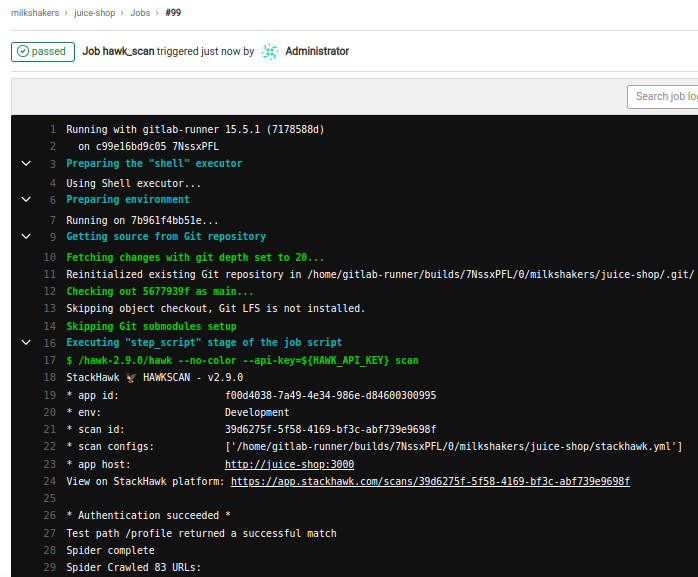 milkshakers > juice-shop > Jobs > #99
passed Job hawk_scan triggered just now by Administrator
Search job lo
1 Running with gitlab-runner 15.5.1 (7178588d)
2 on c99e16bd9c05 7NssxPFL
3 Preparing the "shell" executor
4 Using Shell executor...
6 Preparing environment
7 Running on 7b961f4bb51e...
9 Getting source from Git repository
10 Fetching changes with git depth set to 20...
11 Reinitialized existing Git repository in /home/gitlab-runner/builds/7NssxPFL/0/milkshakers/juice-shop/.git/
12 Checking out 5677939f as main...
13 Skipping object checkout, Git LFS is not installed.
14 Skipping Git submodules setup
16 Executing "step_script" stage of the job script
17 $ /hawk-2.9.0/hawk --no-color --api-key=${HAWK_API_KEY} scan
18 StackHawk 🦅 HAWKSCAN - v2.9.0
19 * app id: f00d4038-7a49-4e34-986e-d84600300995
20 * env: Development
21 * scan id: 39d6275f-5f58-4169-bf3c-abf739e9698f
22 * scan configs: ['/home/gitlab-runner/builds/7NssxPFL/0/milkshakers/juice-shop/stackhawk.yml']
23 * app host: http://juice-shop:3000
24 View on StackHawk platform: https://app.stackhawk.com/scans/39d6275f-5f58-4169-bf3c-abf739e9698f
25
26 * Authentication succeeded *
27 Test path /profile returned a successful match
28 Spider complete
29 Spider Crawled 83 URLs: